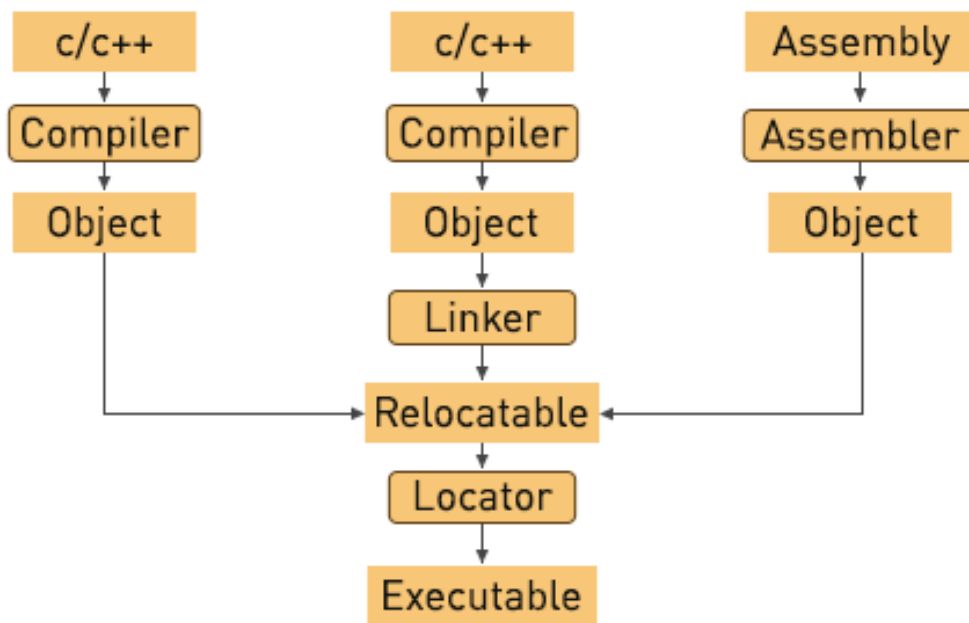 c/c++
c/c++
Assembly
Compiler
Compiler
Assembler
Object
Object
Object
Linker
Relocatable
Locator
Executable